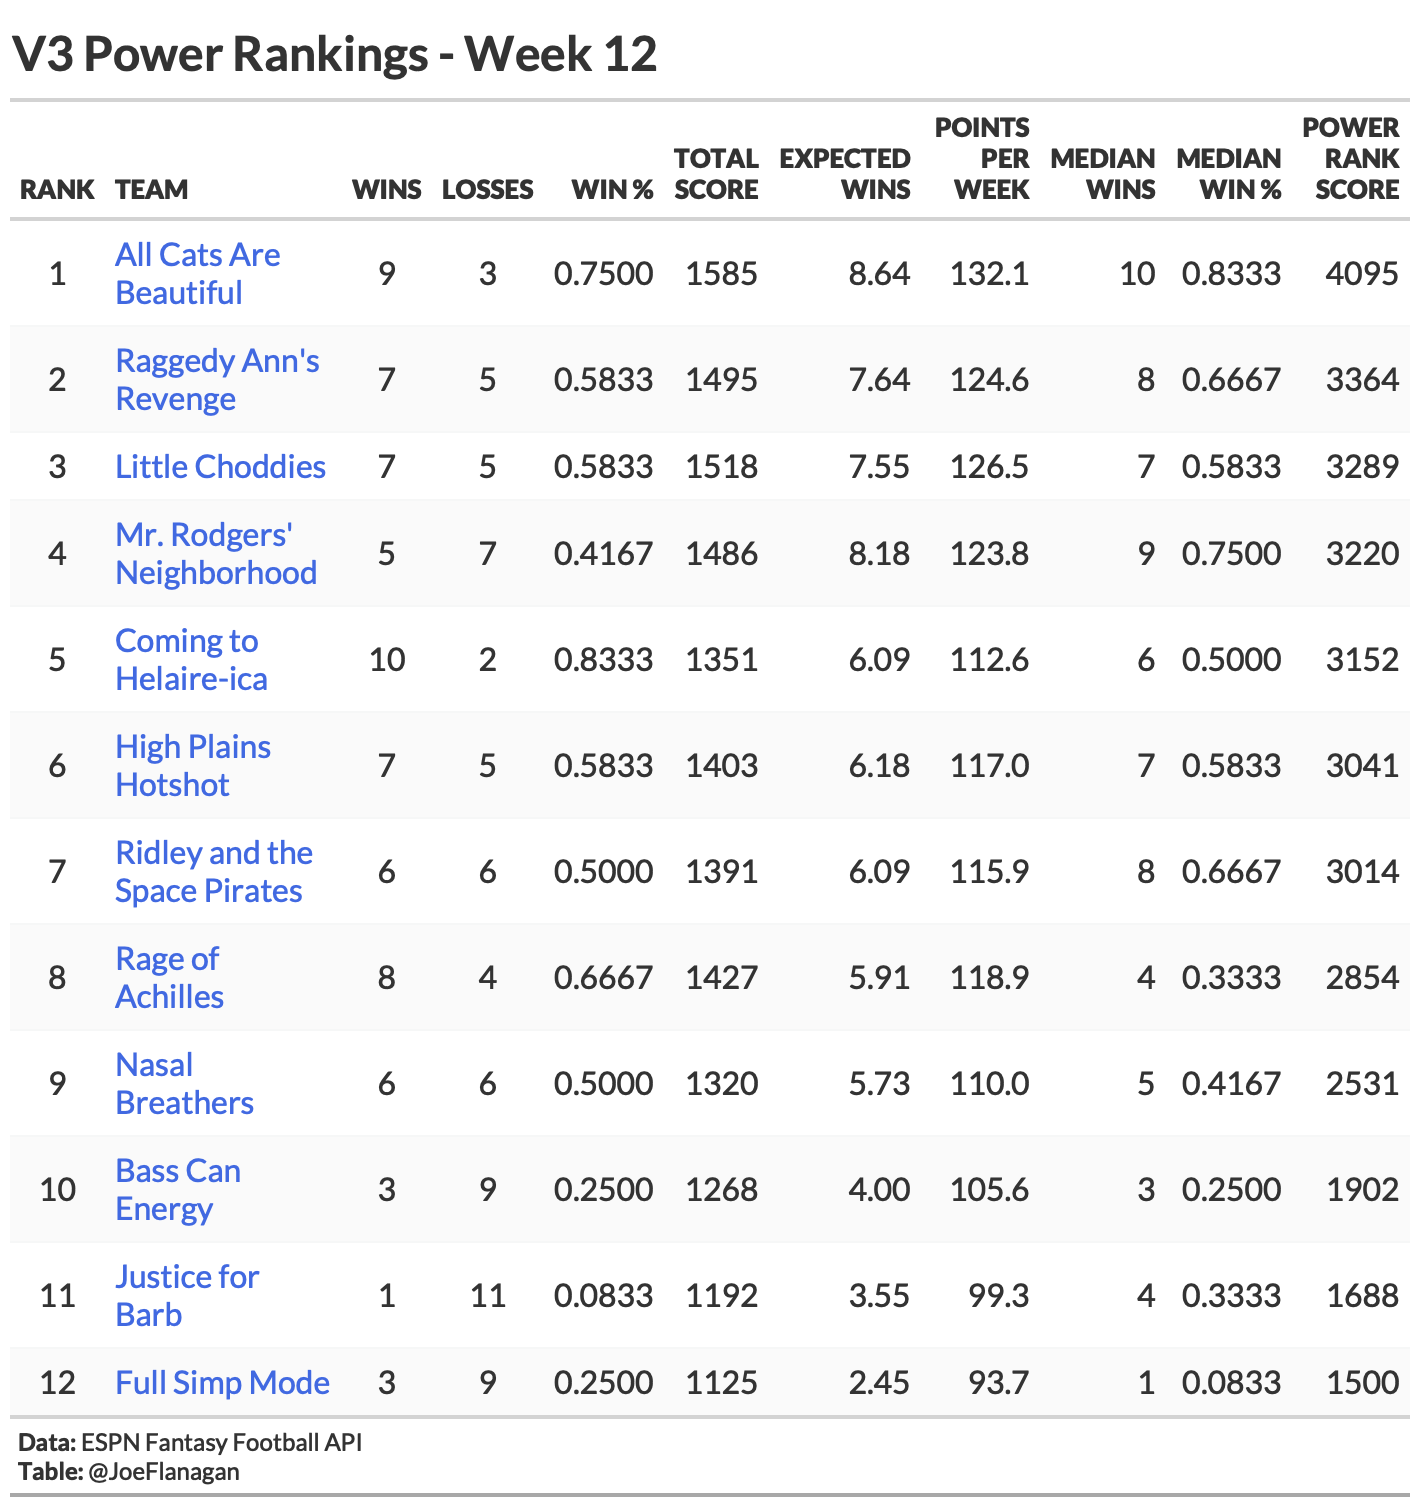 V3 Power Rankings - Week 12
RANK TEAM WINS LOSSES WIN % TOTAL SCORE EXPECTED WINS POINTS PER WEEK MEDIAN WINS MEDIAN WIN % POWER RANK SCORE
1 All Cats Are Beautiful 9 3 0.7500 1585 8.64 132.1 10 0.8333 4095
2 Raggedy Ann's Revenge 7 5 0.5833 1495 7.64 124.6 8 0.6667 3364
3 Little Choddies 7 5 0.5833 1518 7.55 126.5 7 0.5833 3289
4 Mr. Rodgers' Neighborhood 5 7 0.4167 1486 8.18 123.8 9 0.7500 3220
5 Coming to Helaire-ica 10 2 0.8333 1351 6.09 112.6 6 0.5000 3152
6 High Plains Hotshot 7 5 0.5833 1403 6.18 117.0 7 0.5833 3041
7 Ridley and the Space Pirates 6 6 0.5000 1391 6.09 115.9 8 0.6667 3014
8 Rage of Achilles 8 4 0.6667 1427 5.91 118.9 4 0.3333 2854
9 Nasal Breathers 6 6 0.5000 1320 5.73 110.0 5 0.4167 2531
10 Bass Can Energy 3 9 0.2500 1268 4.00 105.6 3 0.2500 1902
11 Justice for Barb 1 11 0.0833 1192 3.55 99.3 4 0.3333 1688
12 Full Simp Mode 3 9 0.2500 1125 2.45 93.7 1 0.0833 1500
Data: ESPN Fantasy Football API
Table: @JoeFlanagan